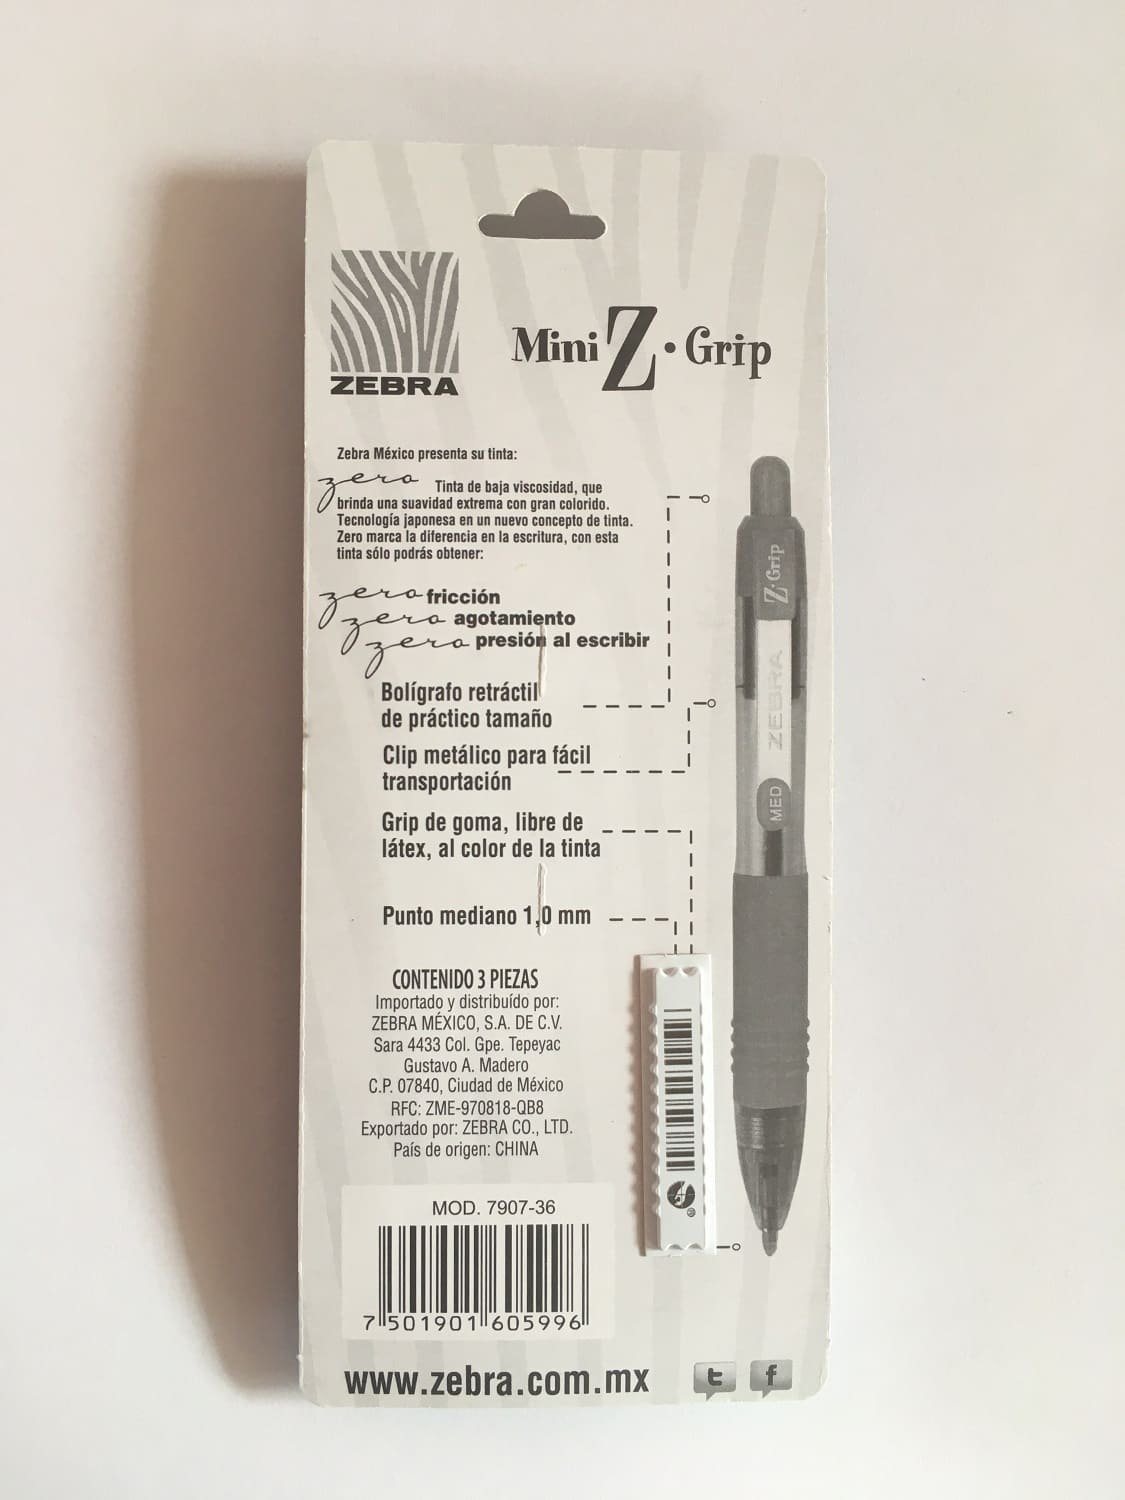 ZEBRA
Mini Z·Grip
Zebra México presenta su tinta:
zero Tinta de baja viscosidad, que
brinda una suavidad extrema con gran colorido.
Tecnología japonesa en un nuevo concepto de tinta.
Zero marca la diferencia en la escritura, con esta
tinta sólo podrás obtener:
zero fricción
zero agotamiento
zero presión al escribir
Bolígrafo retráctil
de práctico tamaño
Clip metálico para fácil
transportación
Grip de goma, libre de
látex, al color de la tinta
Punto mediano 1,0 mm
Z·Grip
ZEBRA
MED
CONTENIDO 3 PIEZAS
Importado y distribuído por:
ZEBRA MÉXICO, S.A. DE C.V.
Sara 4433 Col. Gpe. Tepeyac
Gustavo A. Madero
C.P. 07840, Ciudad de México
RFC: ZME-970818-QB8
Exportado por: ZEBRA CO., LTD.
País de origen: CHINA
MOD. 7907-36
7 501901 605996
www.zebra.com.mx
t f